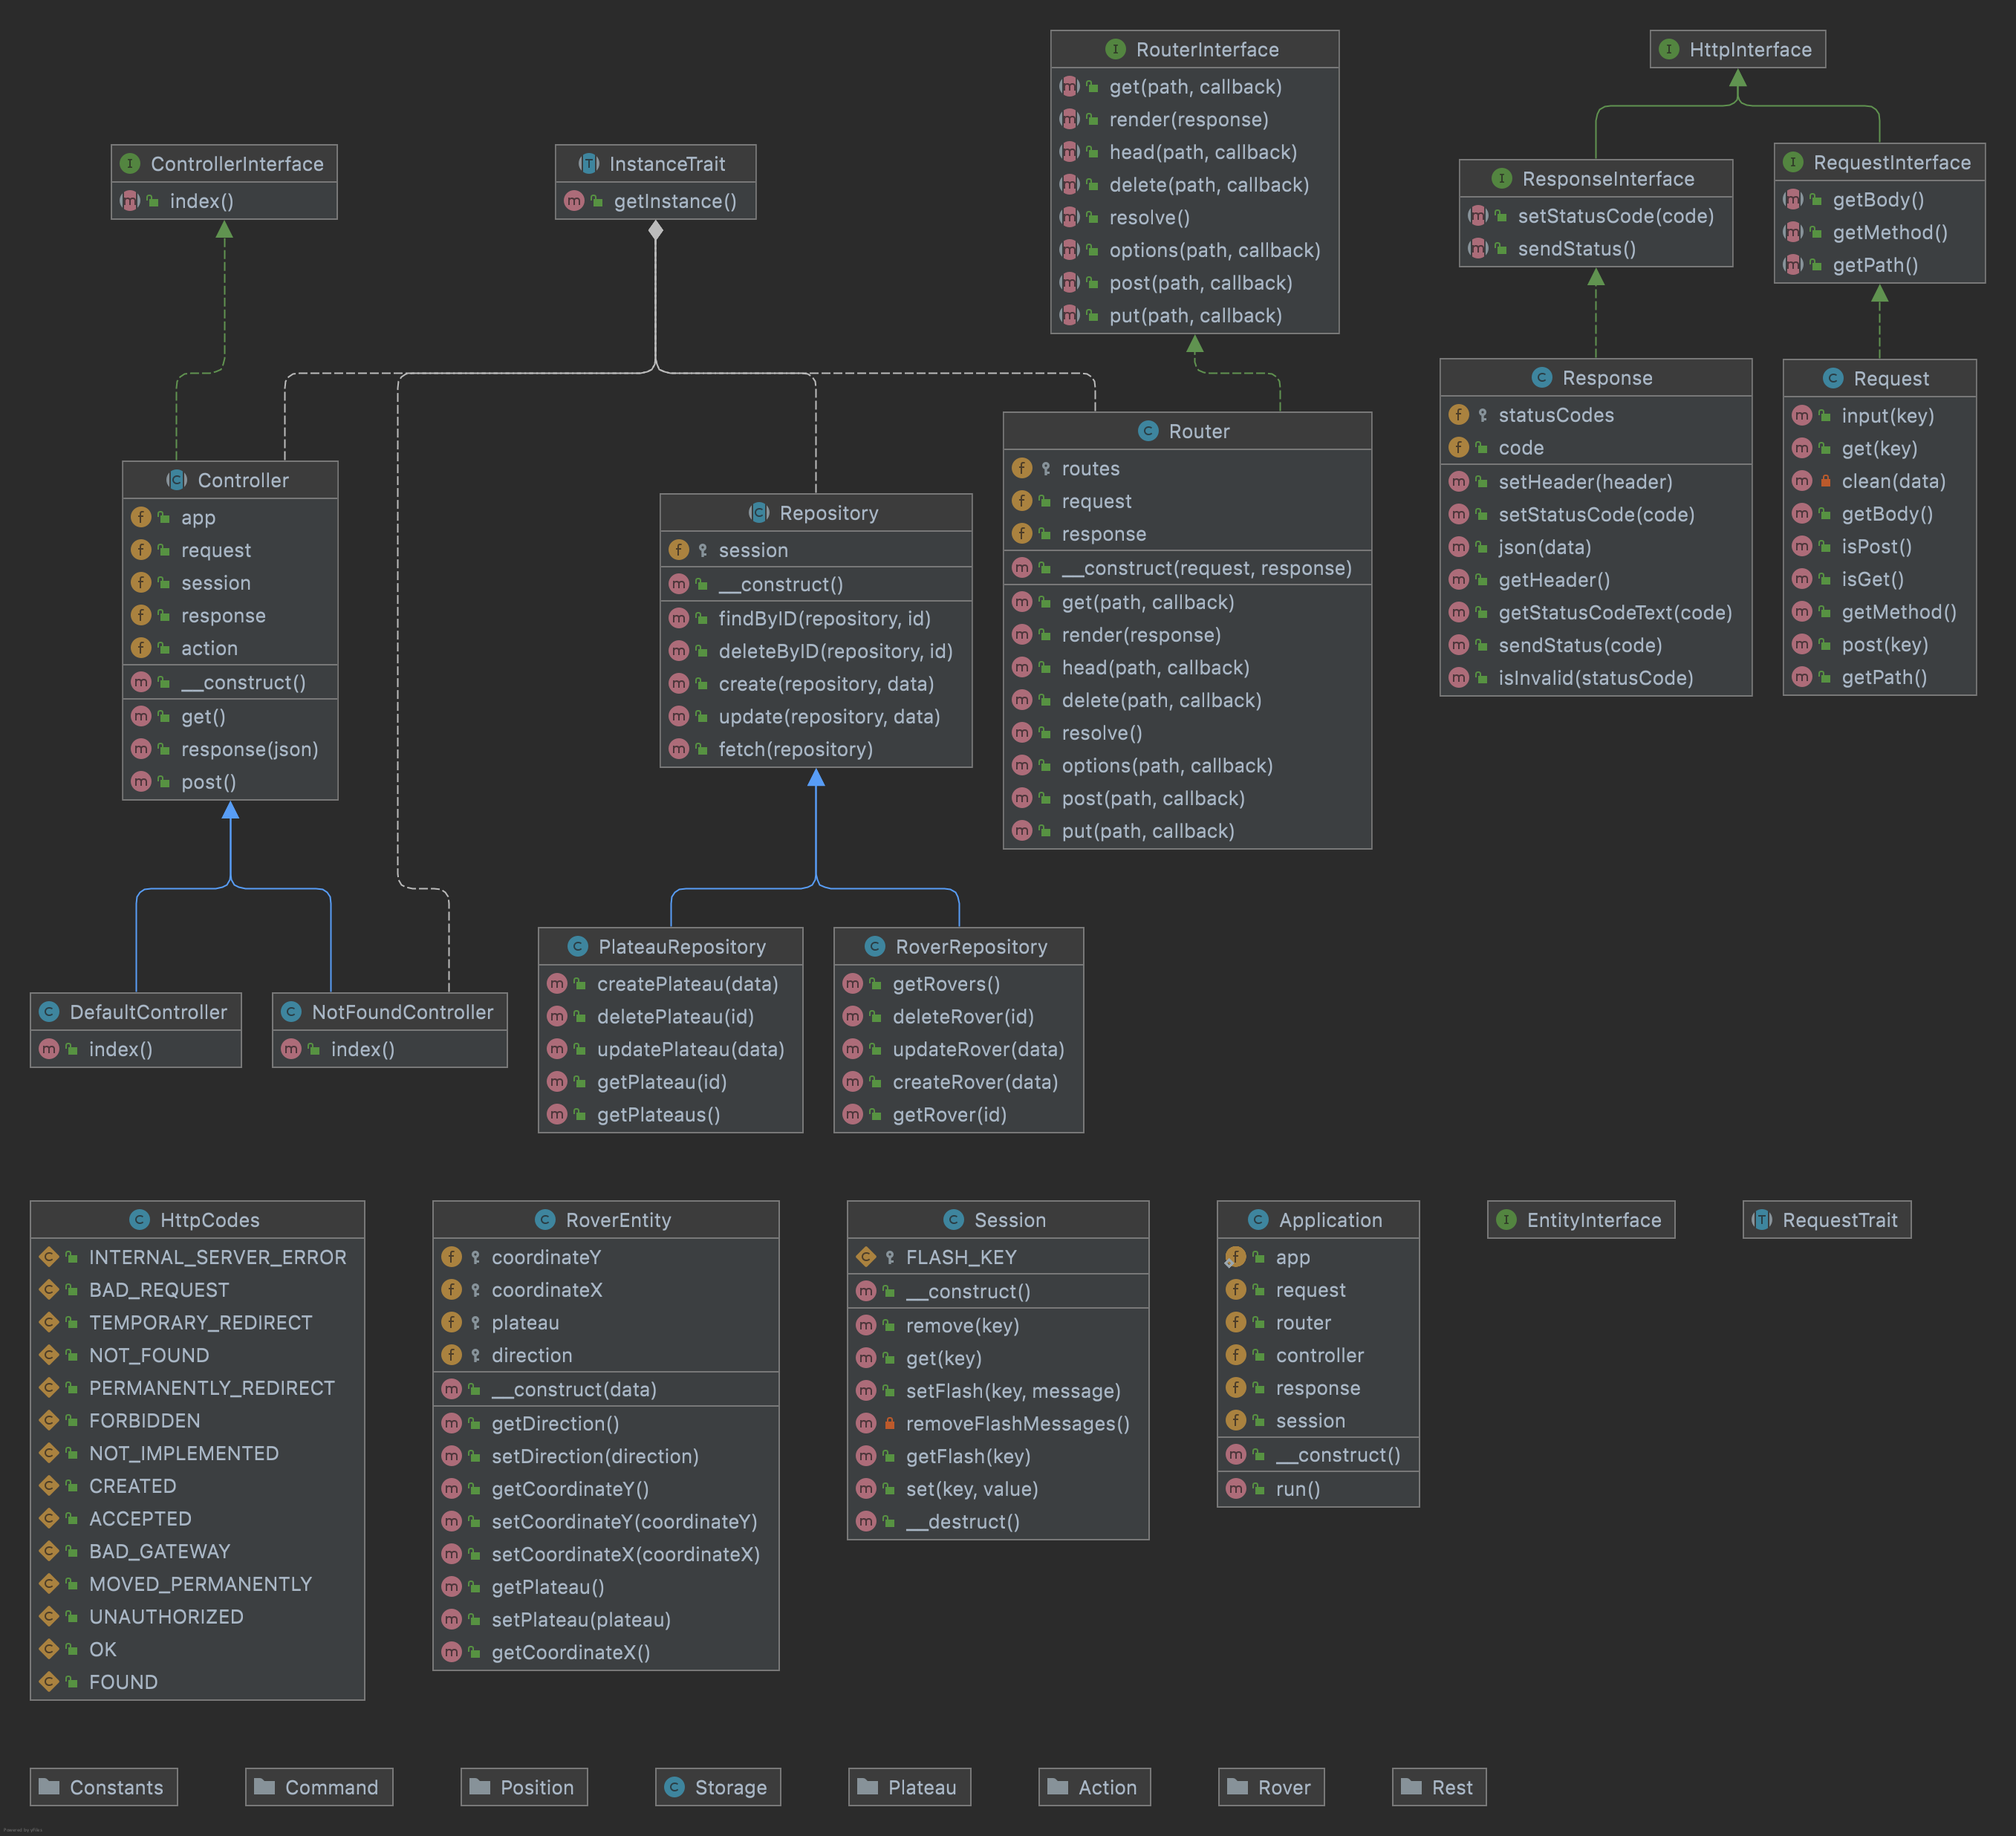 RouterInterface
get(path, callback)
render(response)
head(path, callback)
delete(path, callback)
resolve()
options(path, callback)
post(path, callback)
put(path, callback)
HttpInterface
ControllerInterface
index()
InstanceTrait
getInstance()
ResponseInterface
setStatusCode(code)
sendStatus()
RequestInterface
getBody()
getMethod()
getPath()
Controller
app
request
session
response
action
__construct()
get()
response(json)
post()
Repository
session
__construct()
findByID(repository, id)
deleteByID(repository, id)
create(repository, data)
update(repository, data)
fetch(repository)
Router
routes
request
response
__construct(request, response)
get(path, callback)
render(response)
head(path, callback)
delete(path, callback)
resolve()
options(path, callback)
post(path, callback)
put(path, callback)
Response
statusCodes
code
setHeader(header)
setStatusCode(code)
json(data)
getHeader()
getStatusCodeText(code)
sendStatus(code)
isInvalid(statusCode)
Request
input(key)
get(key)
clean(data)
getBody()
isPost()
isGet()
getMethod()
post(key)
getPath()
DefaultController
index()
NotFoundController
index()
PlateauRepository
createPlateau(data)
deletePlateau(id)
updatePlateau(data)
getPlateau(id)
getPlateaus()
RoverRepository
getRovers()
deleteRover(id)
updateRover(data)
createRover(data)
getRover(id)
HttpCodes
INTERNAL_SERVER_ERROR
BAD_REQUEST
TEMPORARY_REDIRECT
NOT_FOUND
PERMANENTLY_REDIRECT
FORBIDDEN
NOT_IMPLEMENTED
CREATED
ACCEPTED
BAD_GATEWAY
MOVED_PERMANENTLY
UNAUTHORIZED
OK
FOUND
RoverEntity
coordinateY
coordinateX
plateau
direction
__construct(data)
getDirection()
setDirection(direction)
getCoordinateY()
setCoordinateY(coordinateY)
setCoordinateX(coordinateX)
getPlateau()
setPlateau(plateau)
getCoordinateX()
Session
FLASH_KEY
__construct()
remove(key)
get(key)
setFlash(key, message)
removeFlashMessages()
getFlash(key)
set(key, value)
__destruct()
Application
app
request
router
controller
response
session
__construct()
run()
EntityInterface
RequestTrait
Constants
Command
Position
Storage
Plateau
Action
Rover
Rest
Powered by yFiles